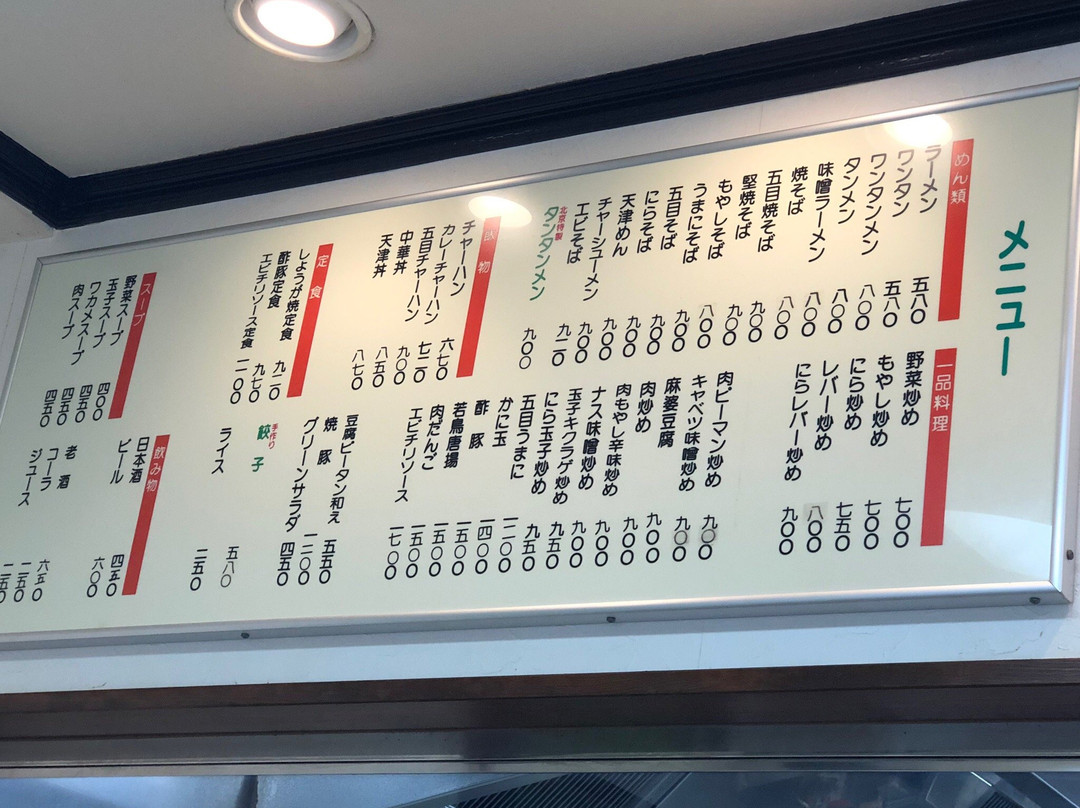 メニュー
めん類
ラーメン 五八〇
ワンタン 五八〇
ワンタンメン 八〇〇
タンメン 八〇〇
味噌ラーメン 八〇〇
焼そば 八〇〇
五目焼そば 九〇〇
堅焼そば 九〇〇
もやしそば 八〇〇
うまにそば 九〇〇
五目そば 九〇〇
にらそば 九〇〇
天津めん 九〇〇
チャーシューメン 九〇〇
エビそば 九二〇
北京特製
タンタンメン 九〇〇
飯物
チャーハン 六七〇
カレーチャーハン 七二〇
五目チャーハン 九〇〇
中華丼 八五〇
天津丼 八七〇
定食
しょうが焼定食 九二〇
酢豚定食 九七〇
エビチリソース定食 一一〇〇
スープ
野菜スープ 四〇〇
玉子スープ 四五〇
ワカメスープ 四五〇
肉スープ 四五〇
一品料理
野菜炒め 七〇〇
もやし炒め 七〇〇
にら炒め 七五〇
レバー炒め 八〇〇
にらレバー炒め 九〇〇
肉・ピーマン炒め 九〇〇
キャベツ味噌炒め 九〇〇
麻婆豆腐 九〇〇
肉炒め 九〇〇
肉もやし辛味炒め 九〇〇
ナス味噌炒め 九〇〇
玉子キクラゲ炒め 九五〇
にら玉子炒め 九五〇
五目うまに 一二〇〇
かに玉 一四〇〇
酢豚 一五〇〇
若鳥唐揚 一五〇〇
肉だんご 一五〇〇
エビチリソース 一七〇〇
豆腐ピータン和え 五五〇
焼豚 一二〇〇
グリーンサラダ 四五〇
手作り
餃子 五八〇
ライス 二五〇
飲み物
日本酒 四五〇
ビール 六〇〇
老酒 六五〇
コーラ 二五〇
ジュース 二五〇